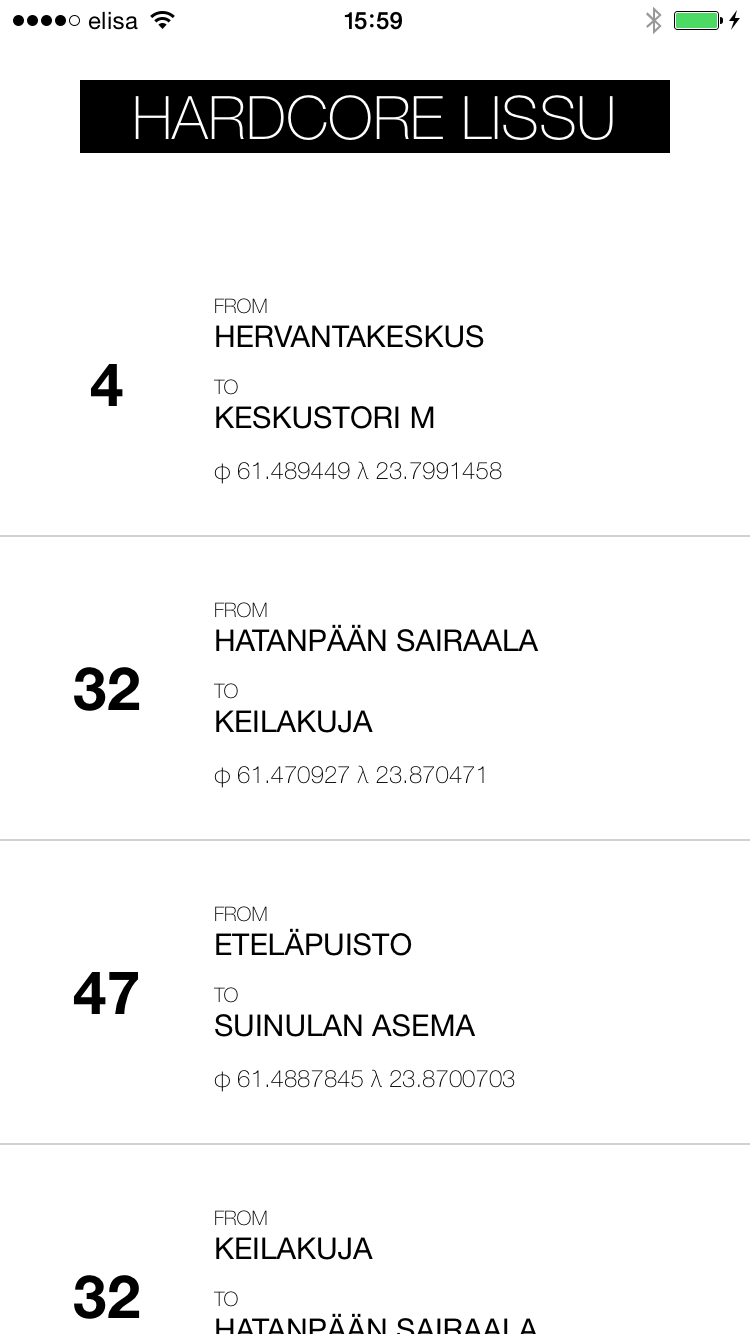 elisa 15:59
HARDCORE LISSU
FROM
HERVANTAKESKUS
4
TO
KESKUSTORI M
φ 61.489449 λ 23.7991458
FROM
HATANPÄÄN SAIRAALA
32
TO
KEILAKUJA
φ 61.470927 λ 23.870471
FROM
ETELÄPUISTO
47
TO
SUINULAN ASEMA
φ 61.4887845 λ 23.8700703
FROM
KEILAKUJA
32
TO
HATANPÄÄN SAIRAALA